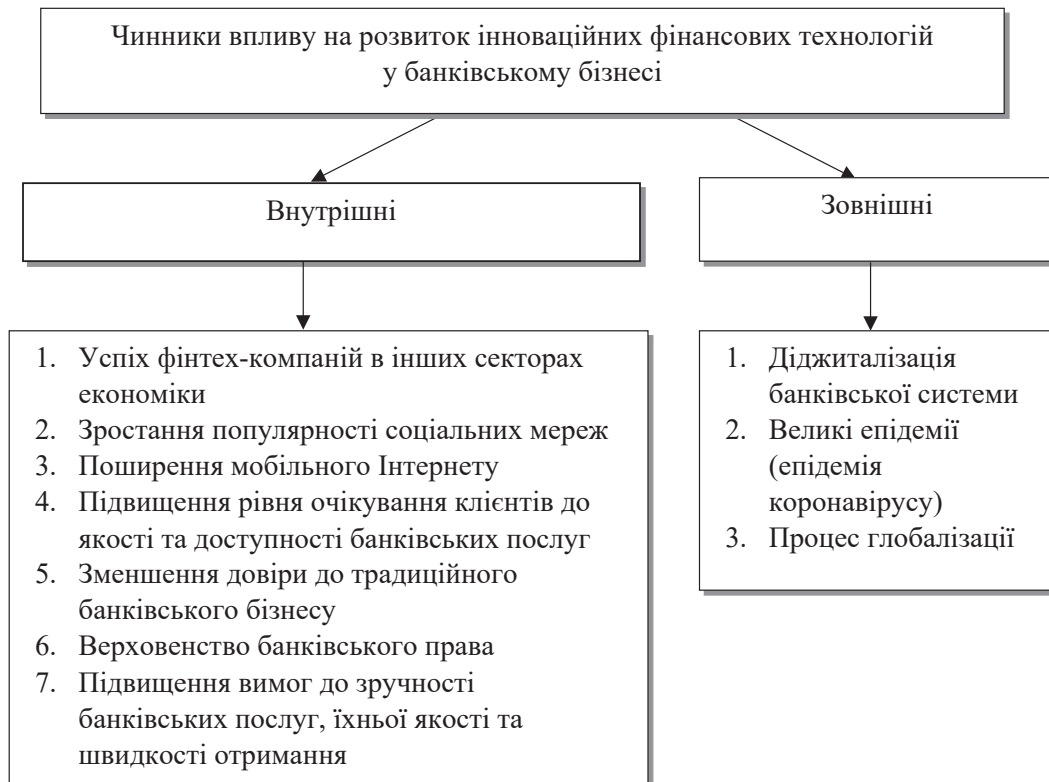 Чинники впливу на розвиток інноваційних фінансових технологій
у банківському бізнесі
Внутрішні
Зовнішні
1. Успіх фінтех-компаній в інших секторах
економіки
2. Зростання популярності соціальних мереж
3. Поширення мобільного Інтернету
4. Підвищення рівня очікування клієнтів до
якості та доступності банківських послуг
5. Зменшення довіри до традиційного
банківського бізнесу
6. Верховенство банківського права
7. Підвищення вимог до зручності
банківських послуг, їхньої якості та
швидкості отримання
1. Діджиталізація
банківської системи
2. Великі епідемії
(епідемія
коронавірусу)
3. Процес глобалізації